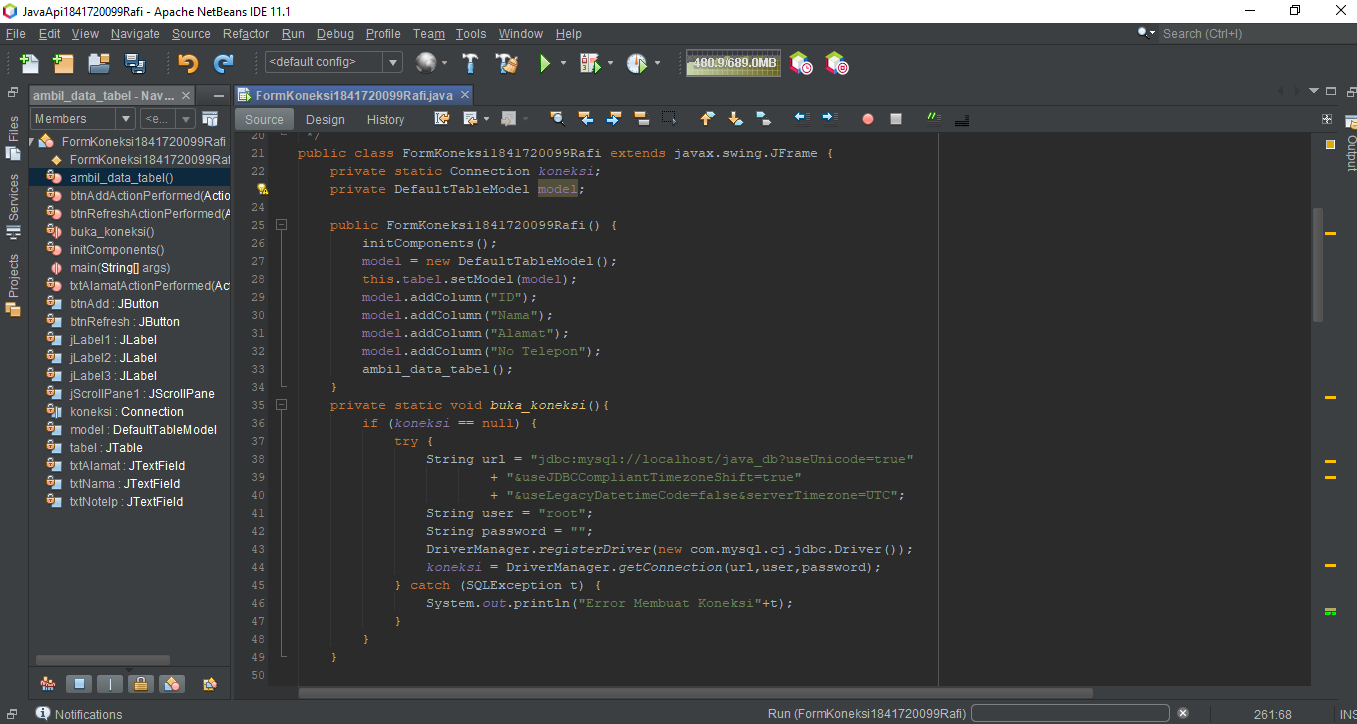 JavaApi1841720099Rafi - Apache NetBeans IDE 11.1
File Edit View Navigate Source Refactor Run Debug Profile Team Tools Window Help
Search (Ctrl+I)
<default config>
480.9/689.0MB
ambil_data_tabel - Nav...
FormKoneksi1841720099Rafi.java
Members
<e...
Source Design History
Files
Services
Projects
Output
FormKoneksi1841720099Rafi
FormKoneksi1841720099Raf
ambil_data_tabel()
btnAddActionPerformed(Actio
btnRefreshActionPerformed(A
buka_koneksi()
initComponents()
main(String[] args)
txtAlamatActionPerformed(Act
btnAdd : JButton
btnRefresh : JButton
jLabel1 : JLabel
jLabel2 : JLabel
jLabel3 : JLabel
jScrollPane1 : JScrollPane
koneksi : Connection
model : DefaultTableModel
tabel : JTable
txtAlamat : JTextField
txtNama : JTextField
txtNotelp : JTextField
20 */
21 public class FormKoneksi1841720099Rafi extends javax.swing.JFrame {
22 private static Connection koneksi;
private DefaultTableModel model;
24
25 public FormKoneksi1841720099Rafi() {
26 initComponents();
27 model = new DefaultTableModel();
28 this.tabel.setModel(model);
29 model.addColumn("ID");
30 model.addColumn("Nama");
31 model.addColumn("Alamat");
32 model.addColumn("No Telepon");
33 ambil_data_tabel();
34 }
35 private static void buka_koneksi(){
36 if (koneksi == null) {
37 try {
38 String url = "jdbc:mysql://localhost/java_db?useUnicode=true"
39 + "&useJDBCCompliantTimezoneShift=true"
40 + "&useLegacyDatetimeCode=false&serverTimezone=UTC";
41 String user = "root";
42 String password = "";
43 DriverManager.registerDriver(new com.mysql.cj.jdbc.Driver());
44 koneksi = DriverManager.getConnection(url,user,password);
45 } catch (SQLException t) {
46 System.out.println("Error Membuat Koneksi"+t);
47 }
48 }
49 }
50
Notifications
Run (FormKoneksi1841720099Rafi)
261:68
INS